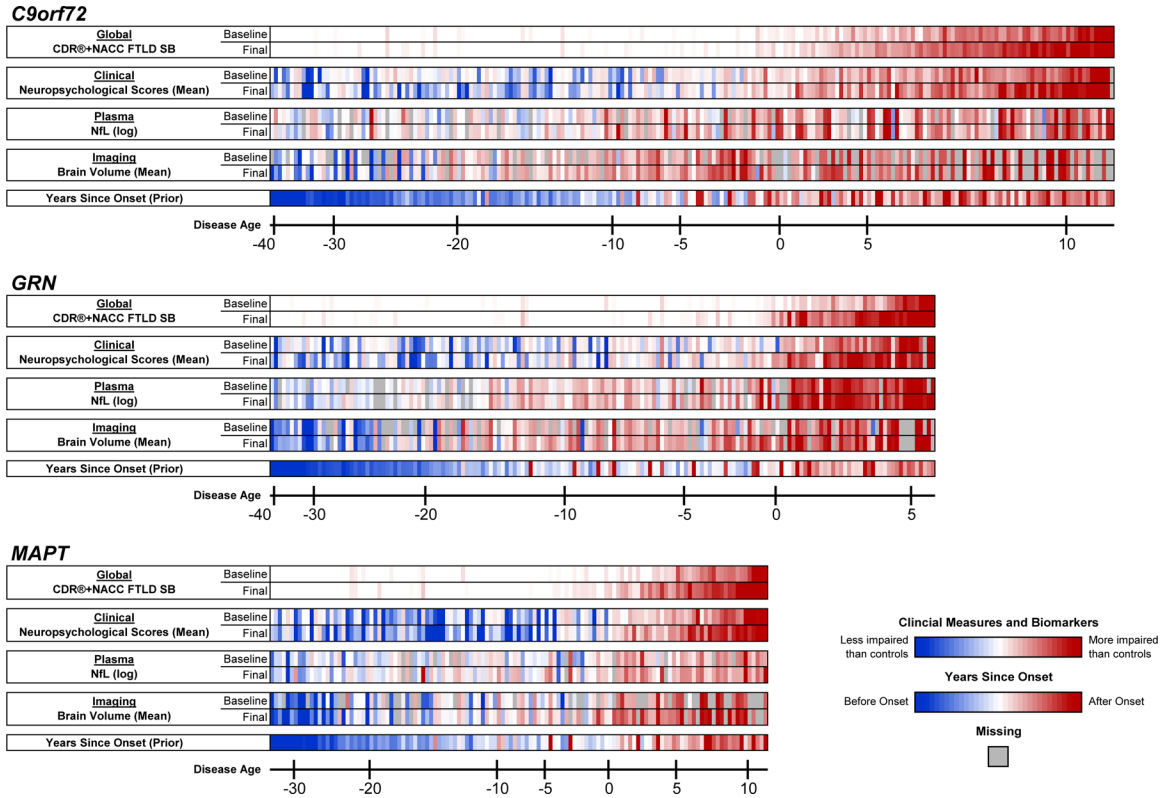 C9orf72
Global
CDR®+NACC FTLD SB
Baseline
Final
Clinical
Neuropsychological Scores (Mean)
Baseline
Final
Plasma
NfL (log)
Baseline
Final
Imaging
Brain Volume (Mean)
Baseline
Final
Years Since Onset (Prior)
Disease Age
-40 -30 -20 -10 -5 0 5 10
GRN
Global
CDR®+NACC FTLD SB
Baseline
Final
Clinical
Neuropsychological Scores (Mean)
Baseline
Final
Plasma
NfL (log)
Baseline
Final
Imaging
Brain Volume (Mean)
Baseline
Final
Years Since Onset (Prior)
Disease Age
-40 -30 -20 -10 -5 0 5
MAPT
Global
CDR®+NACC FTLD SB
Baseline
Final
Clinical
Neuropsychological Scores (Mean)
Baseline
Final
Plasma
NfL (log)
Baseline
Final
Imaging
Brain Volume (Mean)
Baseline
Final
Years Since Onset (Prior)
Disease Age
-30 -20 -10 -5 0 5 10
Clincial Measures and Biomarkers
Less impaired
than controls
More impaired
than controls
Years Since Onset
Before Onset
After Onset
Missing